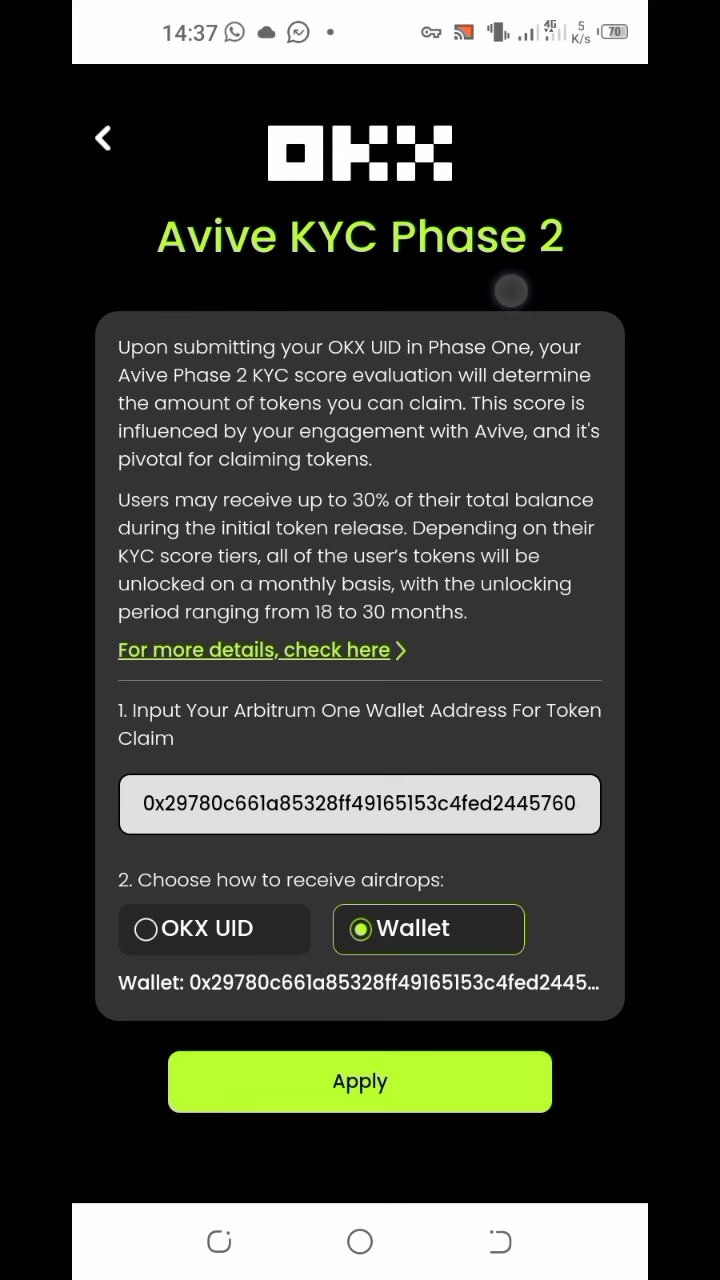 14:37
4G
5
K/s
70
OKX
Avive KYC Phase 2
Upon submitting your OKX UID in Phase One, your
Avive Phase 2 KYC score evaluation will determine
the amount of tokens you can claim. This score is
influenced by your engagement with Avive, and it's
pivotal for claiming tokens.
Users may receive up to 30% of their total balance
during the initial token release. Depending on their
KYC score tiers, all of the user’s tokens will be
unlocked on a monthly basis, with the unlocking
period ranging from 18 to 30 months.
For more details, check here
1. Input Your Arbitrum One Wallet Address For Token
Claim
0x29780c661a85328ff49165153c4fed2445760
2. Choose how to receive airdrops:
OKX UID
Wallet
Wallet: 0x29780c661a85328ff49165153c4fed2445...
Apply